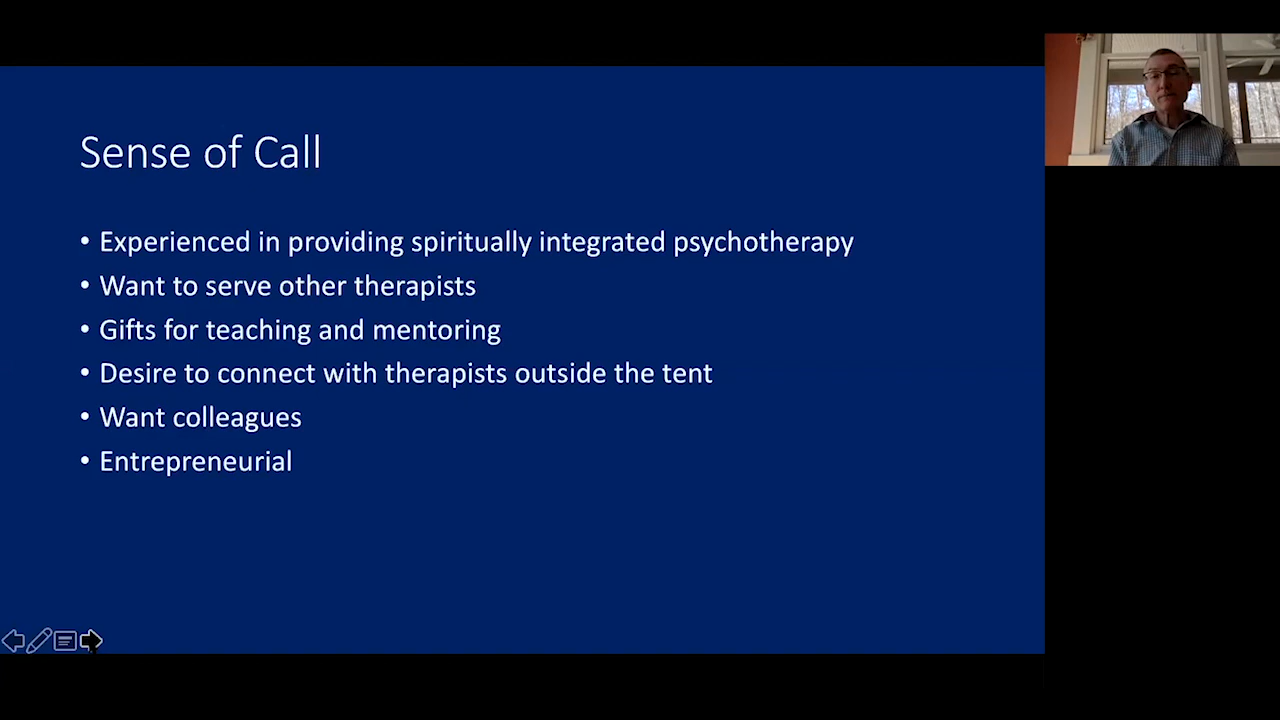 Sense of Call
• Experienced in providing spiritually integrated psychotherapy
• Want to serve other therapists
• Gifts for teaching and mentoring
• Desire to connect with therapists outside the tent
• Want colleagues
• Entrepreneurial